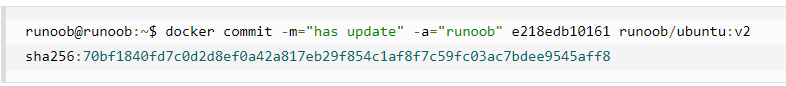 runoob@runoob:~$ docker commit -m="has update" -a="runoob" e218edb10161 runoob/ubuntu:v2
sha256:70bf1840fd7c0d2d8ef0a42a817eb29f854c1af8f7c59fc03ac7bdee9545aff8